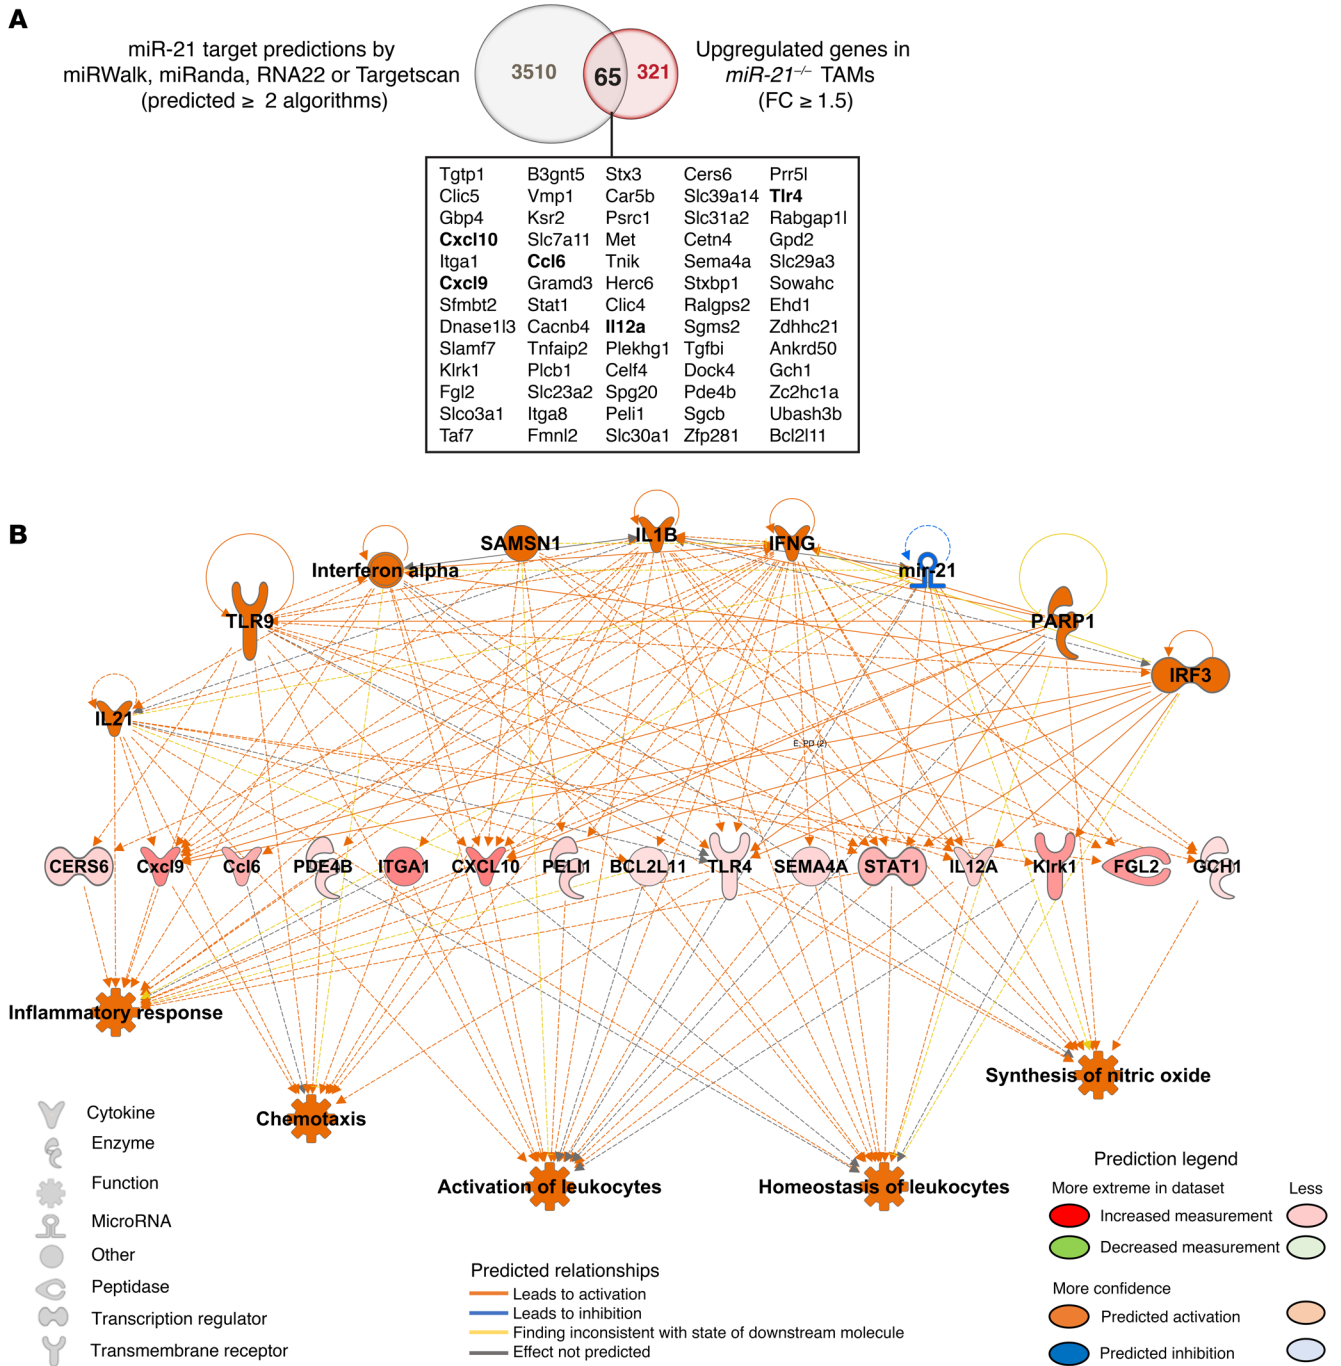 A
miR-21 target predictions by
miRWalk, miRanda, RNA22 or Targetscan
(predicted ≥ 2 algorithms)
3510
65
321
Upregulated genes in
miR-21–/– TAMs
(FC ≥ 1.5)
Tgtp1 B3gnt5 Stx3 Cers6 Prr5l
Clic5 Vmp1 Car5b Slc39a14 Tlr4
Gbp4 Ksr2 Psrc1 Slc31a2 Rabgap1l
Cxcl10 Slc7a11 Met Cetn4 Gpd2
Itga1 Ccl6 Tnik Sema4a Slc29a3
Cxcl9 Gramd3 Herc6 Stxbp1 Sowahc
Sfmbt2 Stat1 Clic4 Ralgps2 Ehd1
Dnase1l3 Cacnb4 Il12a Sgms2 Zdhhc21
Slamf7 Tnfaip2 Plekhg1 Tgfbi Ankrd50
Klrk1 Plcb1 Celf4 Dock4 Gch1
Fgl2 Slc23a2 Spg20 Pde4b Zc2hc1a
Slco3a1 Itga8 Peli1 Sgcb Ubash3b
Taf7 Fmnl2 Slc30a1 Zfp281 Bcl2l11
B
SAMSN1 IL1B IFNG
Interferon alpha mir-21
TLR9 PARP1
IRF3
IL21
E, PD (2)
CERS6 Cxcl9 Ccl6 PDE4B ITGA1 CXCL10 PELI1 BCL2L11 TLR4 SEMA4A STAT1 IL12A Klrk1 FGL2 GCH1
Inflammatory response
Synthesis of nitric oxide
Chemotaxis
Activation of leukocytes Homeostasis of leukocytes
Cytokine
Enzyme
Function
MicroRNA
Other
Peptidase
Transcription regulator
Transmembrane receptor
Predicted relationships
Leads to activation
Leads to inhibition
Finding inconsistent with state of downstream molecule
Effect not predicted
Prediction legend
More extreme in dataset Less
Increased measurement
Decreased measurement
More confidence
Predicted activation
Predicted inhibition